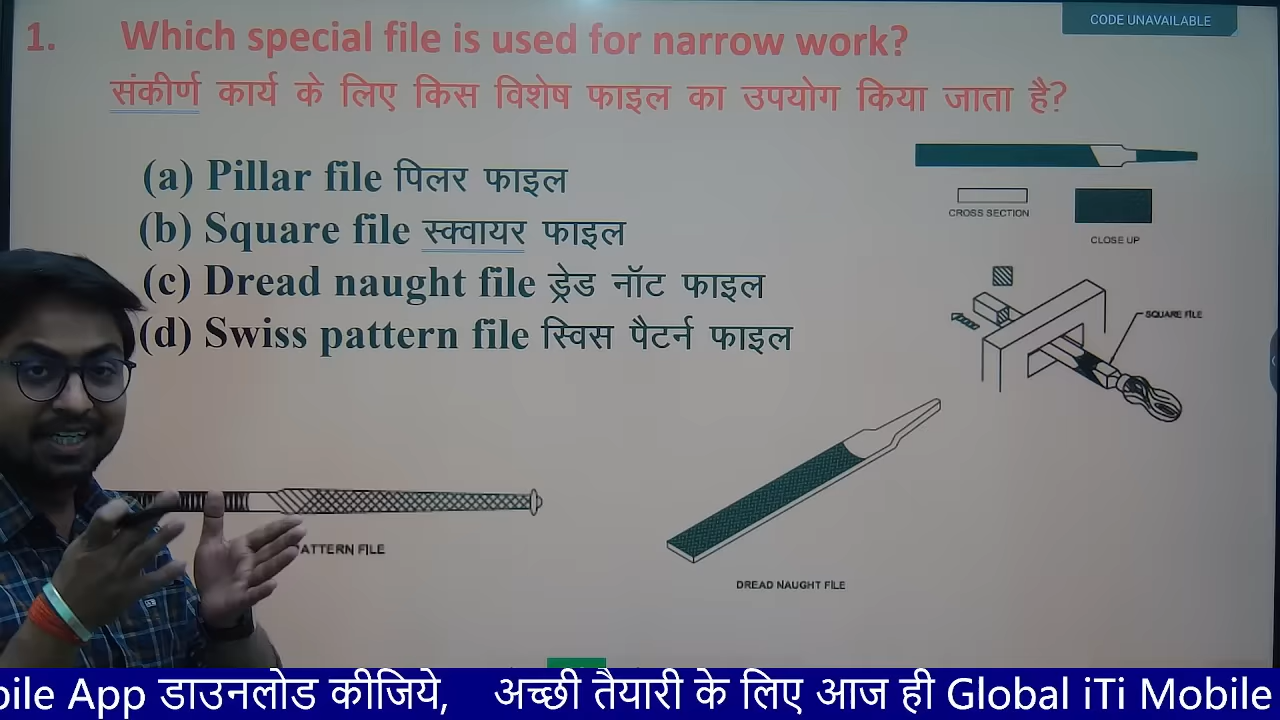 CODE UNAVAILABLE
1. Which special file is used for narrow work?
संकीर्ण कार्य के लिए किस विशेष फाइल का उपयोग किया जाता है?
(a) Pillar file पिलर फाइल
(b) Square file स्क्वायर फाइल
(c) Dread naught file ड्रेड नॉट फाइल
(d) Swiss pattern file स्विस पैटर्न फाइल
CROSS SECTION
CLOSE UP
SQUARE FILE
ATTERN FILE
DREAD NAUGHT FILE
bile App डाउनलोड कीजिये, अच्छी तैयारी के लिए आज ही Global iTi Mobile